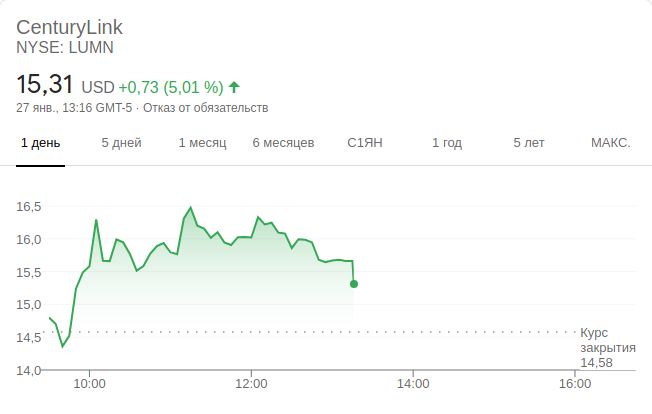 CenturyLink
NYSE: LUMN
15,31 USD +0,73 (5,01 %)
27 янв., 13:16 GMT-5 · Отказ от обязательств
1 день 5 дней 1 месяц 6 месяцев С1ЯН 1 год 5 лет МАКС.
16,5
16,0
15,5
15,0
14,5
14,0
Курс
закрытия
14,58
10:00 12:00 14:00 16:00